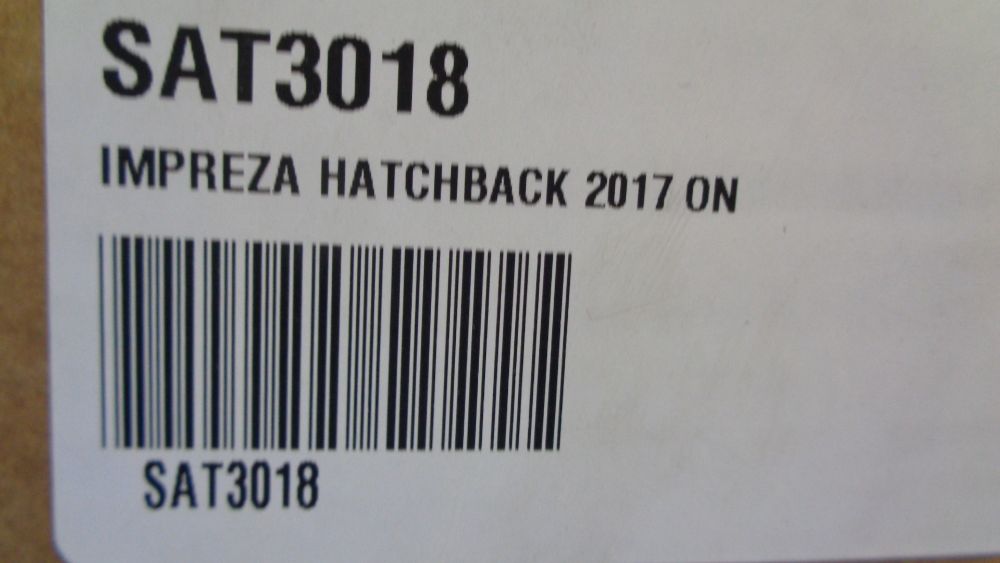 SAT3018
IMPREZA HATCHBACK 2017 ON
SAT3018